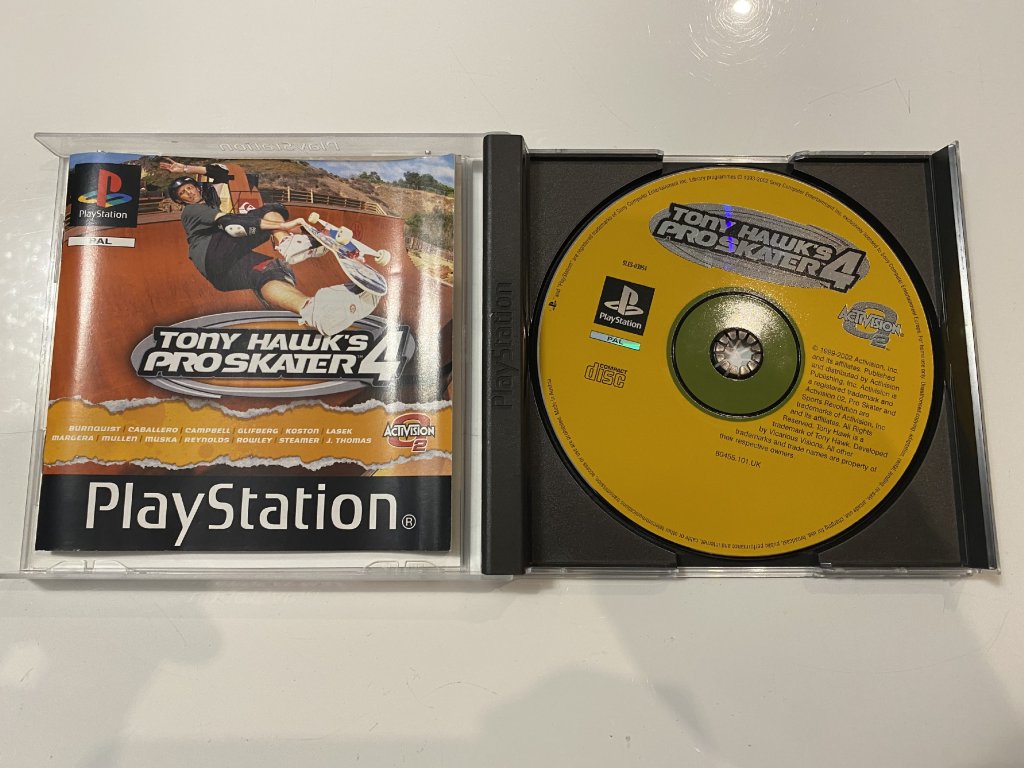 PlayStation
PlayStation
PAL
TONY HAWK'S
PRO SKATER 4
BURNQUIST CABALLERO CAMPBELL GLIFBERG KOSTON LASEK
MARGERA MULLEN MUSKA REYNOLDS ROWLEY STEAMER J. THOMAS
ACTIVISION
O2
PlayStation®
PlayStation
TONY HAWK'S
PRO SKATER 4
PlayStation
PAL
COMPACT
disc
ACTIVISION
O2
© 1999-2002 Activision, Inc.
and its affiliates. Published
and distributed by Activision
Publishing, Inc. Activision is
a registered trademark and
Activision O2, Pro Skater and
Sports Revolution are
trademarks of Activision, Inc
and its affiliates. All Rights
Reserved. Tony Hawk is a
trademark of Tony Hawk. Developed
by Vicarious Visions. All other
trademarks and trade names are property of
their respective owners
80456.101.UK